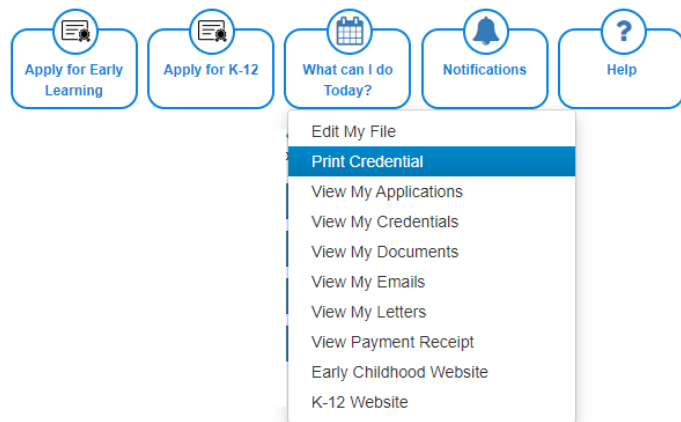 Apply for Early
Learning
Apply for K-12
What can I do
Today?
Notifications
?
Help
Edit My File
Print Credential
View My Applications
View My Credentials
View My Documents
View My Emails
View My Letters
View Payment Receipt
Early Childhood Website
K-12 Website